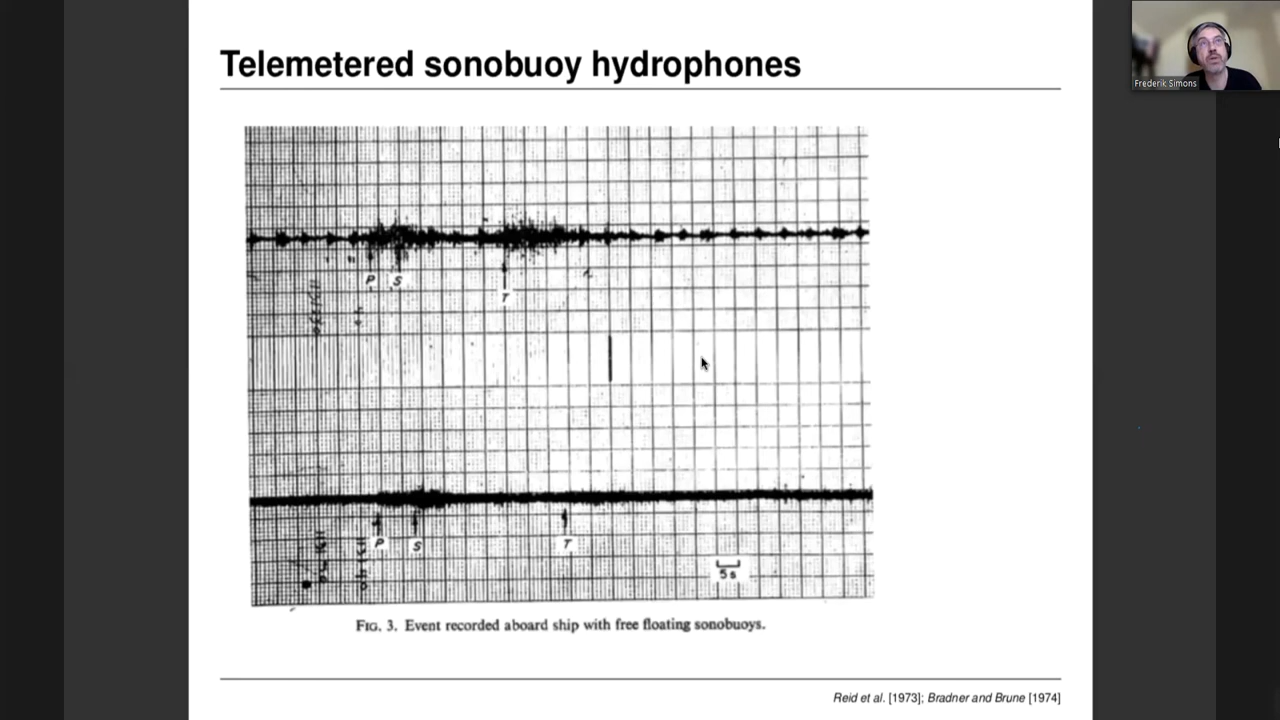 Telemetered sonobuoy hydrophones
Frederik Simons
P S
T
P S T
5s
FIG. 3. Event recorded aboard ship with free floating sonobuoys.
Reid et al. [1973]; Bradner and Brune [1974]